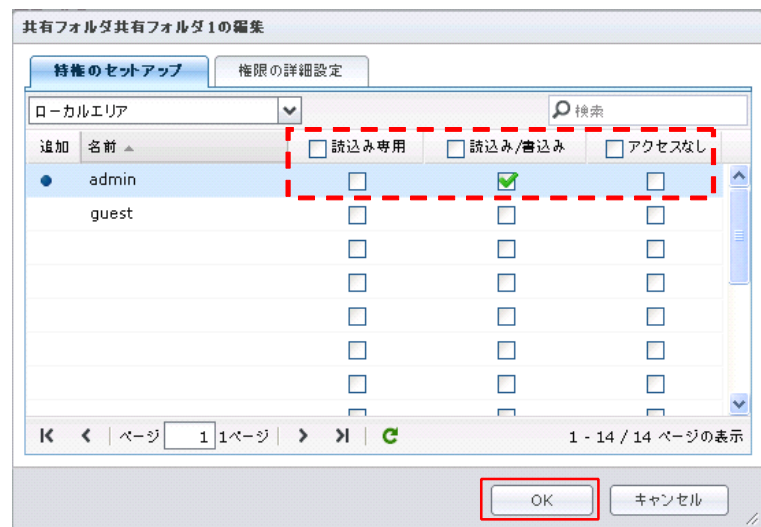 共有フォルダ共有フォルダ1の編集
特権のセットアップ 権限の詳細設定
ローカルエリア 検索
追加 名前 読込み専用 読込み/書込み アクセスなし
admin
guest
ページ 1 1ページ 1 - 14 / 14 ページの表示
OK キャンセル